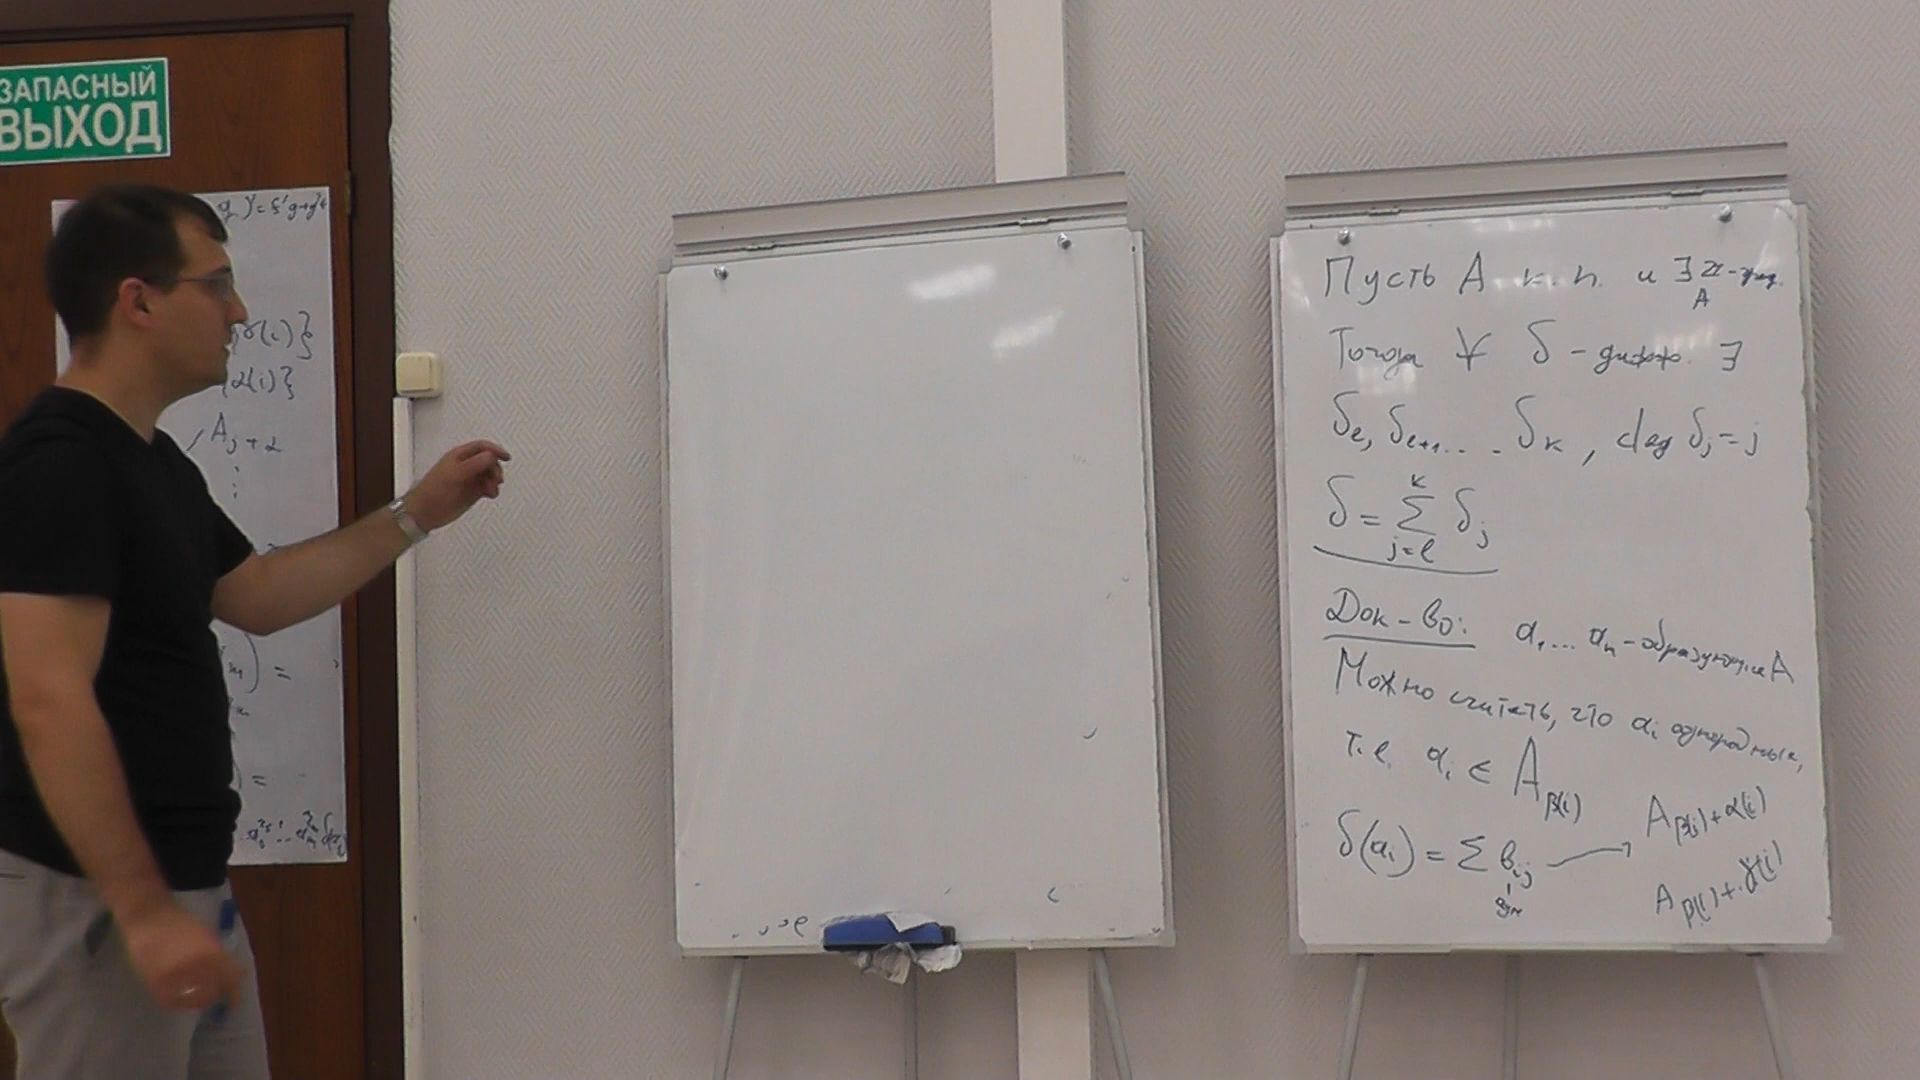 ЗАПАСНЫЙ
ВЫХОД
γ(i)}
α(i)}
, A_{j+α}
⋮
) =
) =
Пусть A к. п. и ∃ ℤ-град.
A
Тогда ∀ δ - дифф. ∃
δ_l, δ_{l+1} ... δ_k, deg δ_j = j
δ = ∑_{j=l}^{k} δ_j
Док-во: a_1 ... a_n - образующие A
Можно считать, что a_i однородные,
т.е. a_i ∈ A_{β(i)}
δ(a_i) = ∑ b_{ij} → A_{β(i)+α(i)}
A_{β(i)+γ(i)}